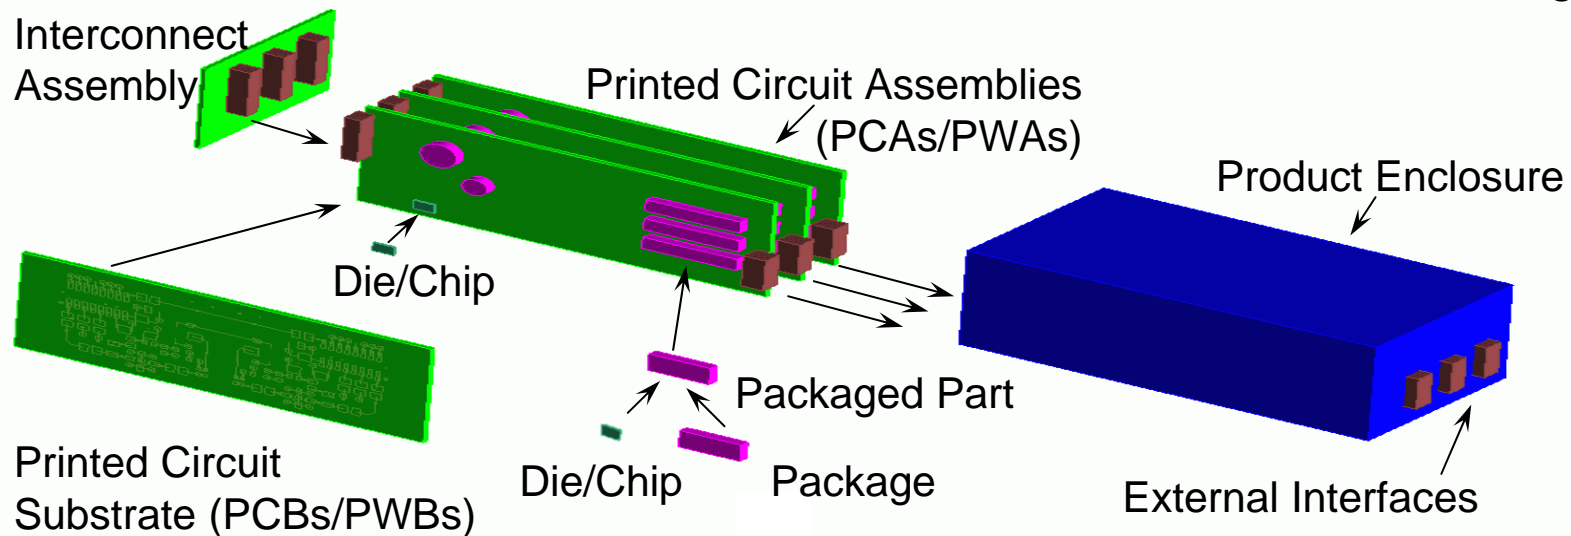 Interconnect
Assembly
Printed Circuit Assemblies
(PCAs/PWAs)
Product Enclosure
Die/Chip
Packaged Part
Printed Circuit
Substrate (PCBs/PWBs)
Die/Chip
Package
External Interfaces